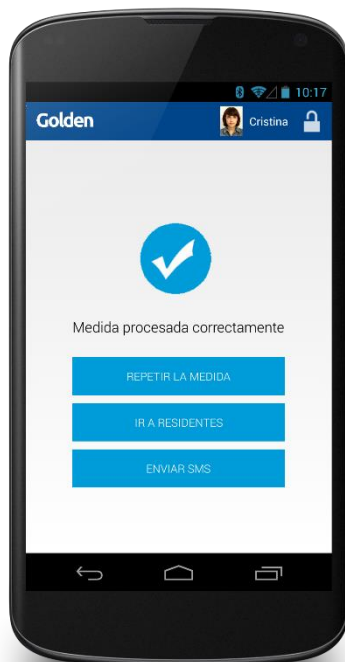 10:17
Golden
Cristina
Medida procesada correctamente
REPETIR LA MEDIDA
IR A RESIDENTES
ENVIAR SMS